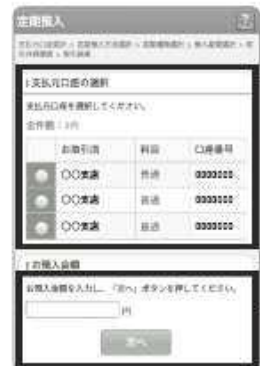 定期預入
?
支払元口座の選択
支払元口座を選択してください。
全件数：3件
お取引店 科目 口座番号
〇〇支店 普通 0000000
〇〇支店 普通 0000000
〇〇支店 普通 0000000
お預入金額
お預入金額を入力し、「次へ」ボタンを押してください。
円
次へ